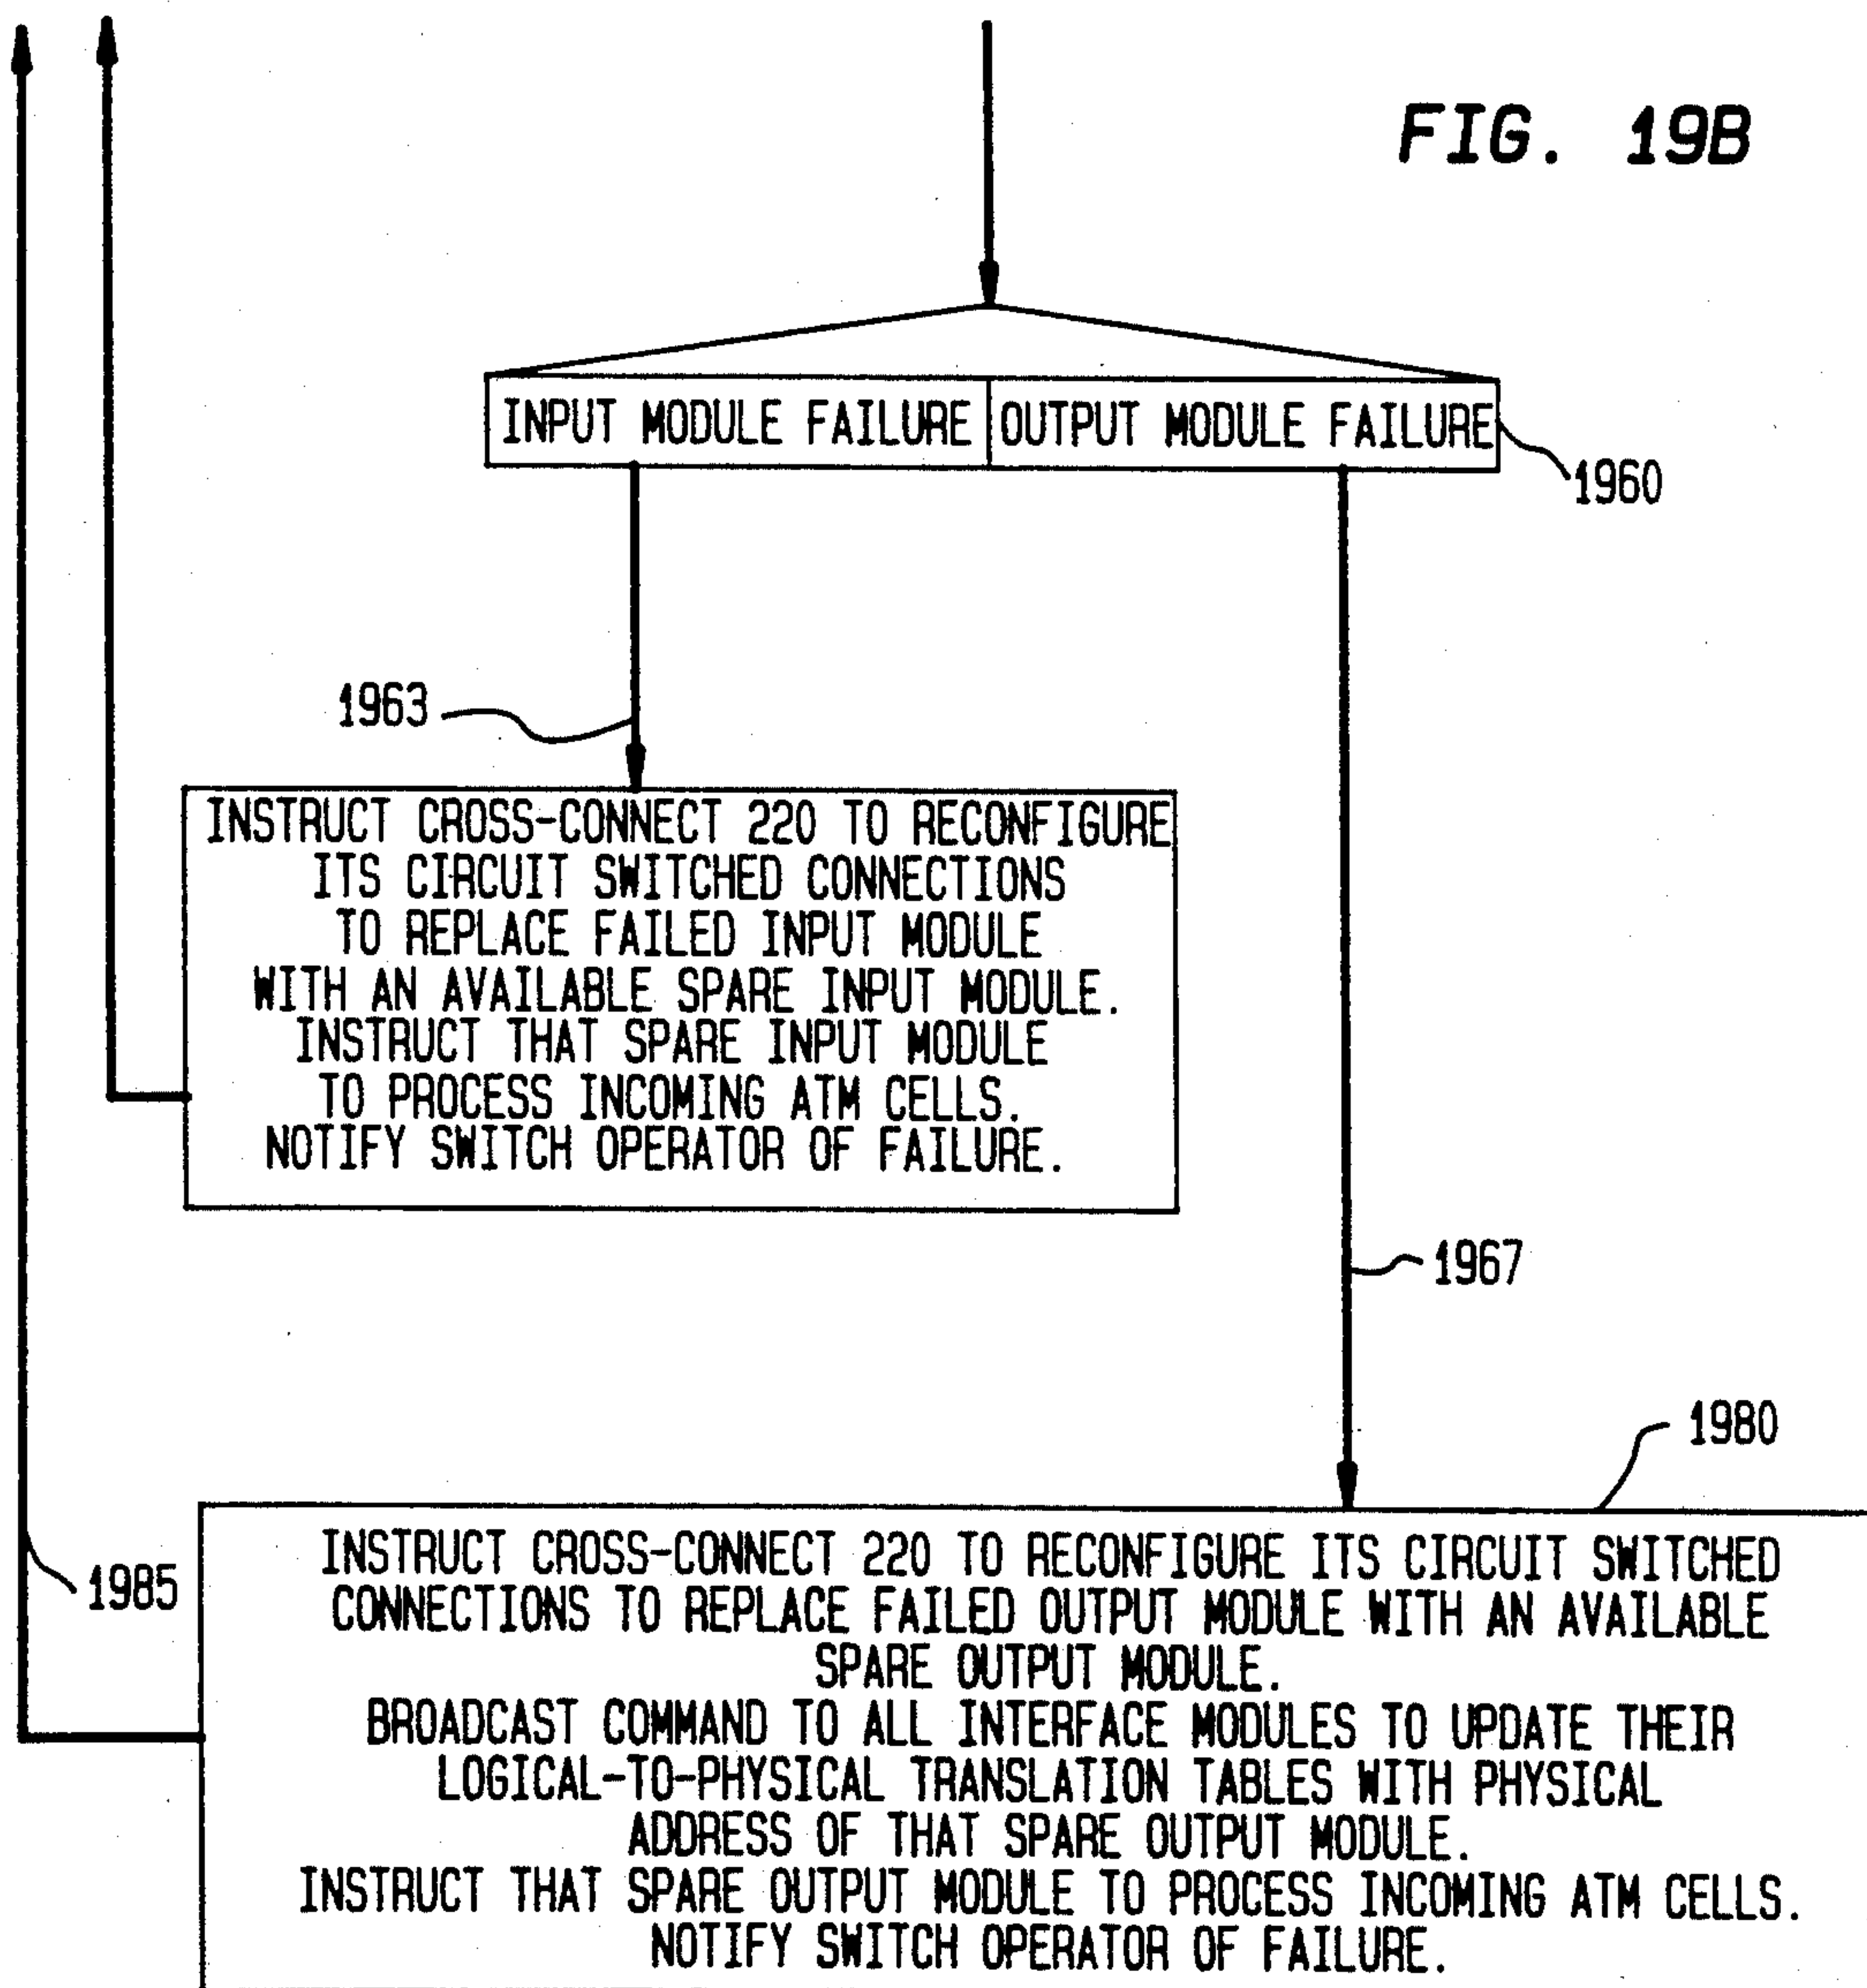 FIG. 19B
INPUT MODULE FAILURE
OUTPUT MODULE FAILURE
1960
1963
INSTRUCT CROSS-CONNECT 220 TO RECONFIGURE
ITS CIRCUIT SWITCHED CONNECTIONS
TO REPLACE FAILED INPUT MODULE
WITH AN AVAILABLE SPARE INPUT MODULE.
INSTRUCT THAT SPARE INPUT MODULE
TO PROCESS INCOMING ATM CELLS.
NOTIFY SWITCH OPERATOR OF FAILURE.
1967
1980
1985
INSTRUCT CROSS-CONNECT 220 TO RECONFIGURE ITS CIRCUIT SWITCHED
CONNECTIONS TO REPLACE FAILED OUTPUT MODULE WITH AN AVAILABLE
SPARE OUTPUT MODULE.
BROADCAST COMMAND TO ALL INTERFACE MODULES TO UPDATE THEIR
LOGICAL-TO-PHYSICAL TRANSLATION TABLES WITH PHYSICAL
ADDRESS OF THAT SPARE OUTPUT MODULE.
INSTRUCT THAT SPARE OUTPUT MODULE TO PROCESS INCOMING ATM CELLS.
NOTIFY SWITCH OPERATOR OF FAILURE.